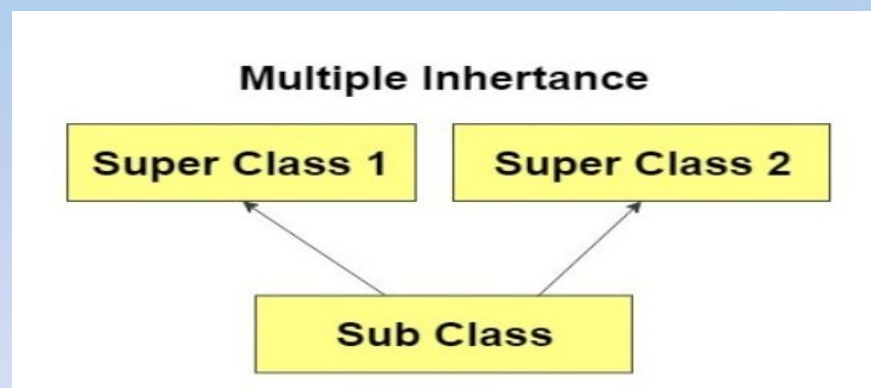 Multiple Inhertance
Super Class 1
Super Class 2
Sub Class